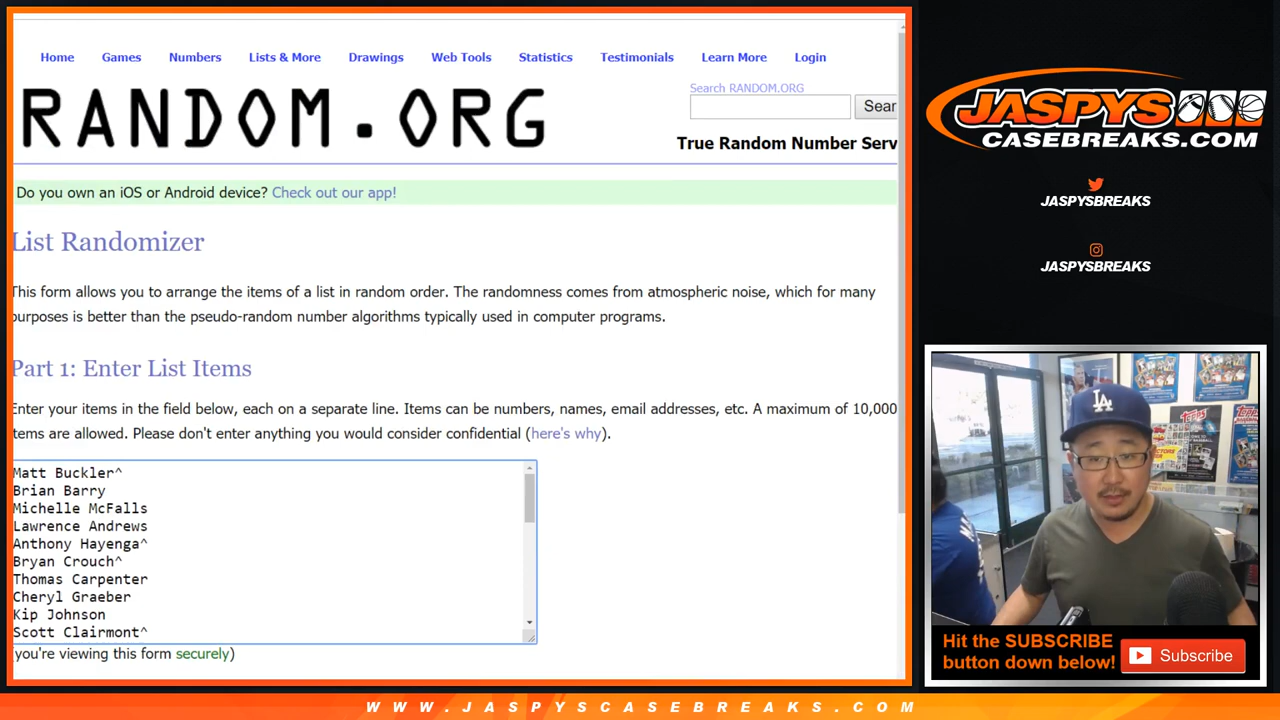 Home Games Numbers Lists & More Drawings Web Tools Statistics Testimonials Learn More Login
Search RANDOM.ORG
RANDOM.ORG
Sear
True Random Number Serv
Do you own an iOS or Android device? Check out our app!
List Randomizer
This form allows you to arrange the items of a list in random order. The randomness comes from atmospheric noise, which for many
purposes is better than the pseudo-random number algorithms typically used in computer programs.
Part 1: Enter List Items
Enter your items in the field below, each on a separate line. Items can be numbers, names, email addresses, etc. A maximum of 10,000
items are allowed. Please don't enter anything you would consider confidential (here's why).
Matt Buckler^
Brian Barry
Michelle McFalls
Lawrence Andrews
Anthony Hayenga^
Bryan Crouch^
Thomas Carpenter
Cheryl Graeber
Kip Johnson
Scott Clairmont^
(you're viewing this form securely)
JASPYS
CASEBREAKS.COM
JASPYSBREAKS
JASPYSBREAKS
LA
Topps
Hit the SUBSCRIBE
button down below!
Subscribe
WWW.JASPYSCASEBREAKS.COM